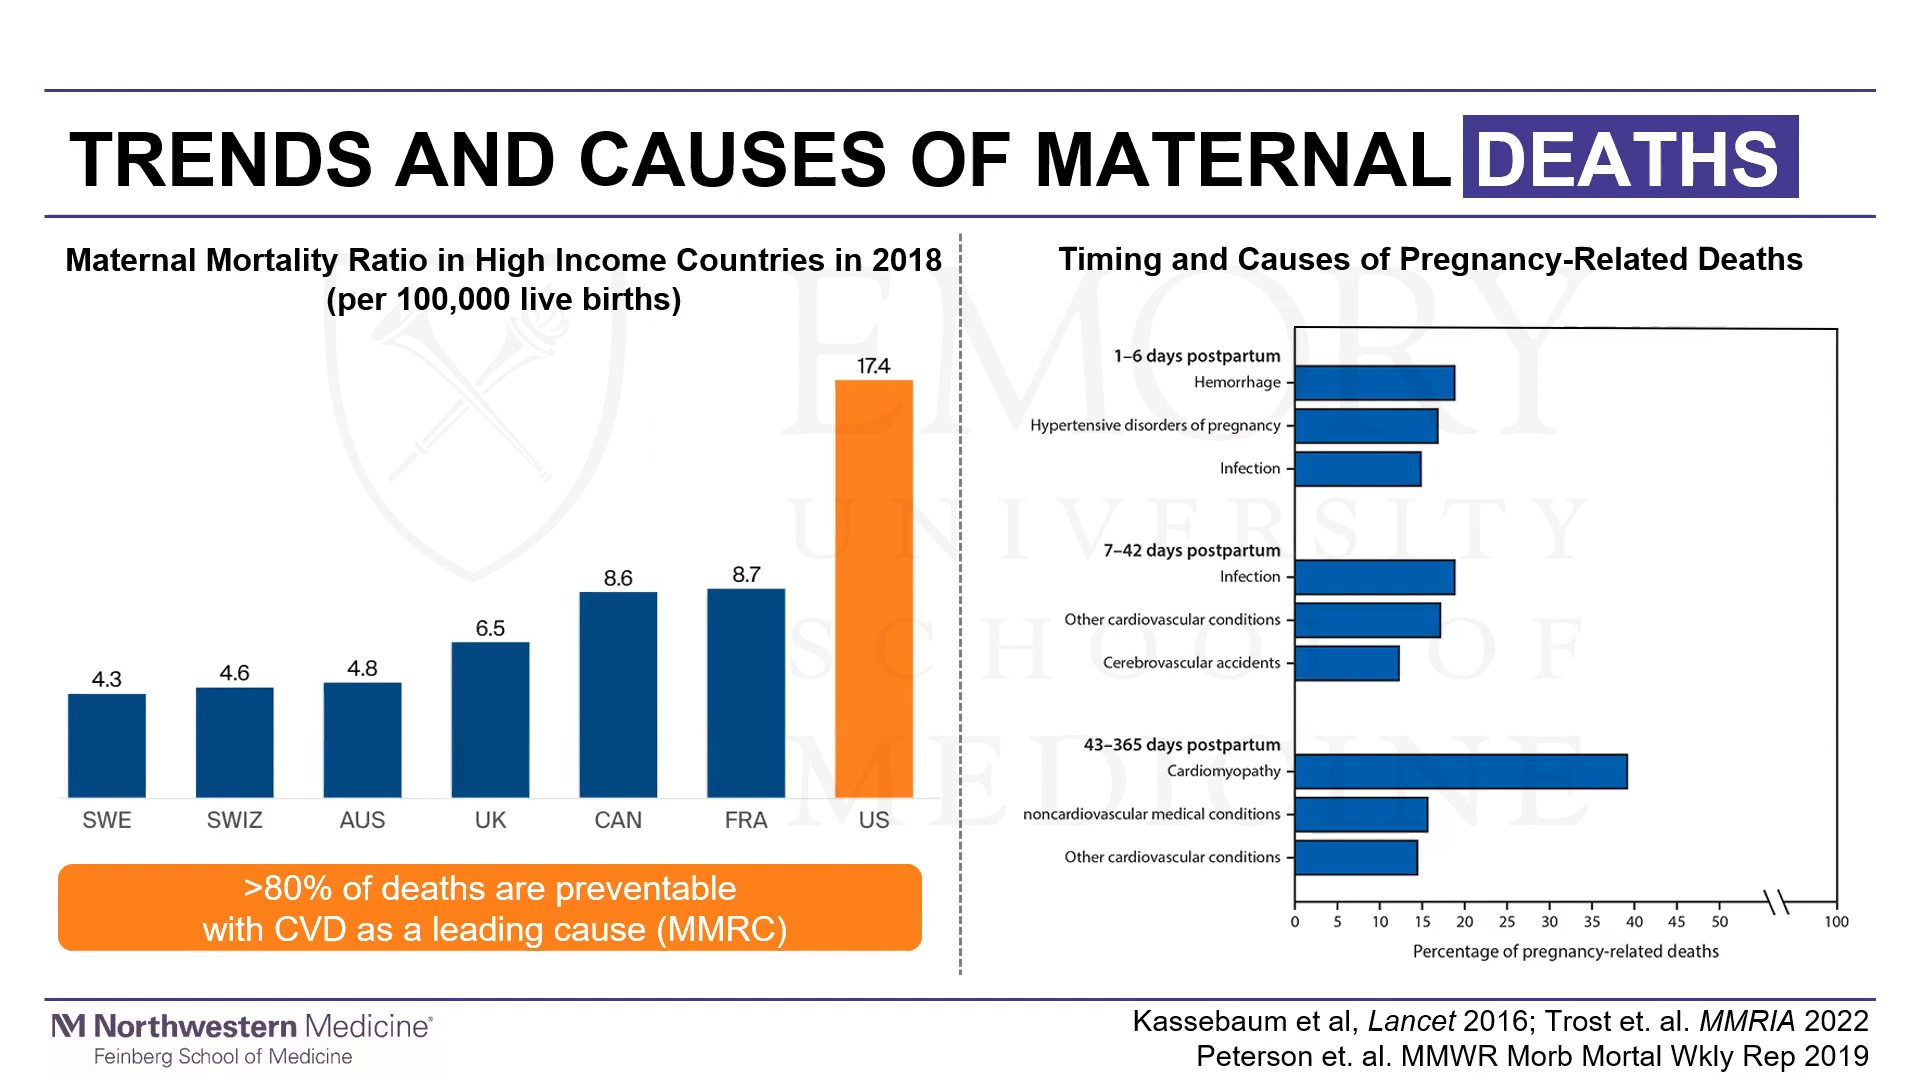 TRENDS AND CAUSES OF MATERNAL DEATHS
Maternal Mortality Ratio in High Income Countries in 2018
(per 100,000 live births)
17.4
8.7
8.6
6.5
4.8
4.6
4.3
SWE SWIZ AUS UK CAN FRA US
>80% of deaths are preventable
with CVD as a leading cause (MMRC)
Timing and Causes of Pregnancy-Related Deaths
1–6 days postpartum
Hemorrhage
Hypertensive disorders of pregnancy
Infection
7–42 days postpartum
Infection
Other cardiovascular conditions
Cerebrovascular accidents
43–365 days postpartum
Cardiomyopathy
noncardiovascular medical conditions
Other cardiovascular conditions
0 5 10 15 20 25 30 35 40 45 50 100
Percentage of pregnancy-related deaths
EMORY
UNIVERSITY
SCHOOL OF
MEDICINE
NM Northwestern Medicine®
Feinberg School of Medicine
Kassebaum et al, Lancet 2016; Trost et. al. MMRIA 2022
Peterson et. al. MMWR Morb Mortal Wkly Rep 2019